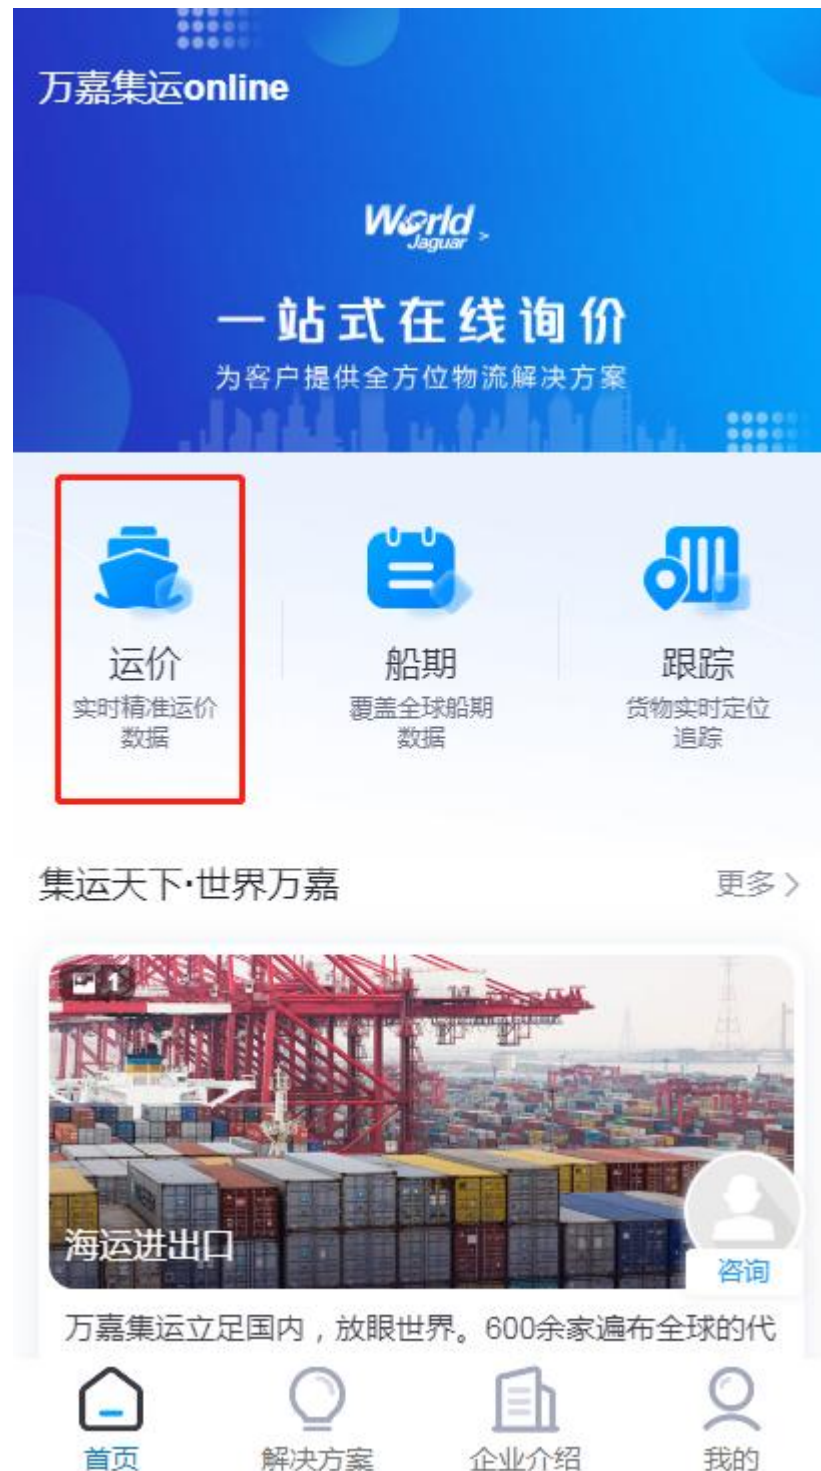 万嘉集运online
World
Jaguar
一站式在线询价
为客户提供全方位物流解决方案
运价
实时精准运价
数据
船期
覆盖全球船期
数据
跟踪
货物实时定位
追踪
集运天下·世界万嘉
更多
1
海运进出口
咨询
万嘉集运立足国内，放眼世界。600余家遍布全球的代
首页
解决方案
企业介绍
我的